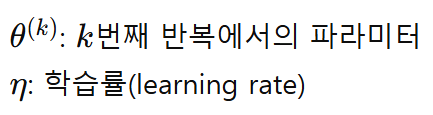 θ^(k): k번째 반복에서의 파라미터
η: 학습률(learning rate)